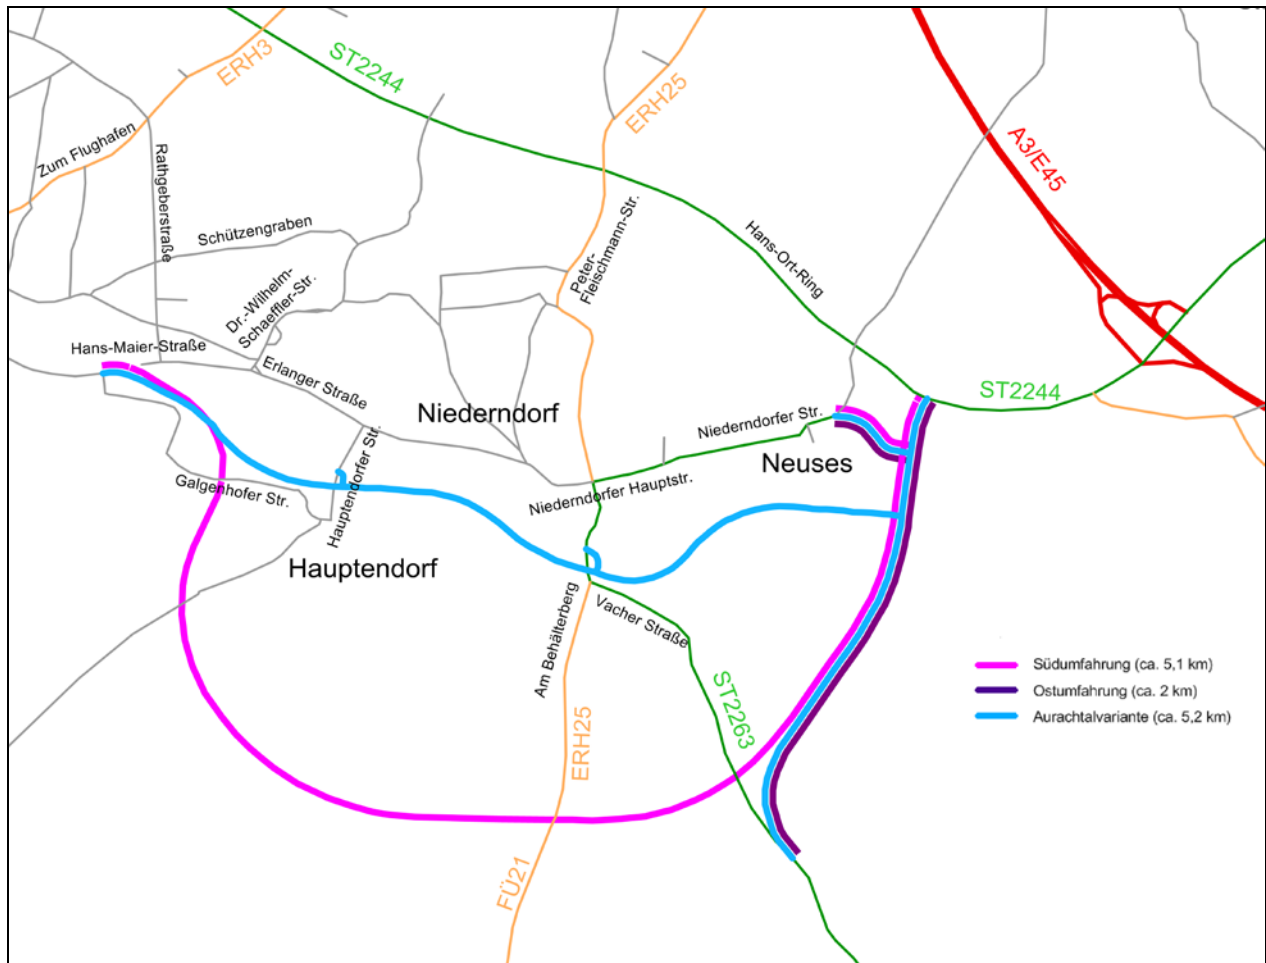 ERH3
ST2244
ERH25
A3/E45
Zum Flughafen
Rathgeberstraße
Schützengraben
Peter-
Fleischmann-Str.
Hans-Ort-Ring
Dr.-Wilhelm-
Schaeffler-Str.
Hans-Maier-Straße
Erlanger Straße
ST2244
Niederndorf
Niederndorfer Str.
Neuses
Hauptendorfer Str.
Galgenhofer Str.
Niederndorfer Hauptstr.
Hauptendorf
Am Behälterberg
Vacher Straße
ST2263
ERH25
FÜ21
Südumfahrung (ca. 5,1 km)
Ostumfahrung (ca. 2 km)
Aurachtalvariante (ca. 5,2 km)